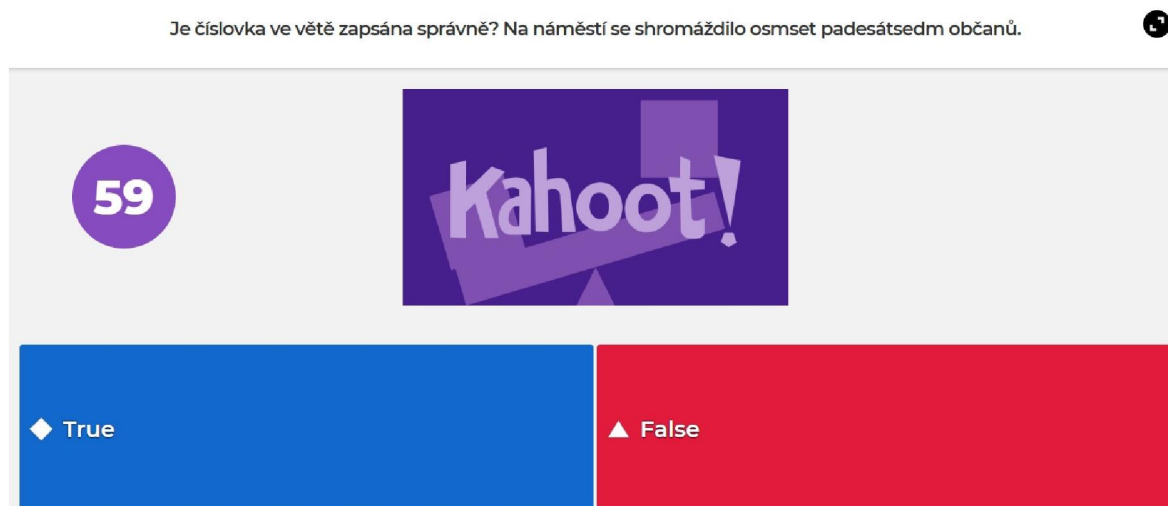 Je číslovka ve větě zapsána správně? Na náměstí se shromáždilo osmset padesátsedm občanů.
59
Kahoot!
True
False